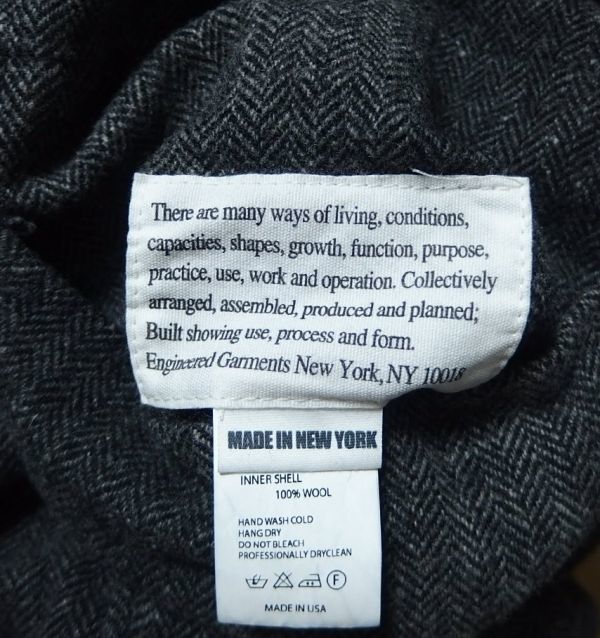 There are many ways of living, conditions,
capacities, shapes, growth, function, purpose,
practice, use, work and operation. Collectively
arranged, assembled, produced and planned;
Built showing use, process and form.
Engineered Garments New York, NY 10018
MADE IN NEW YORK
INNER SHELL
100% WOOL
HAND WASH COLD
HANG DRY
DO NOT BLEACH
PROFESSIONALLY DRYCLEAN
F
MADE IN USA